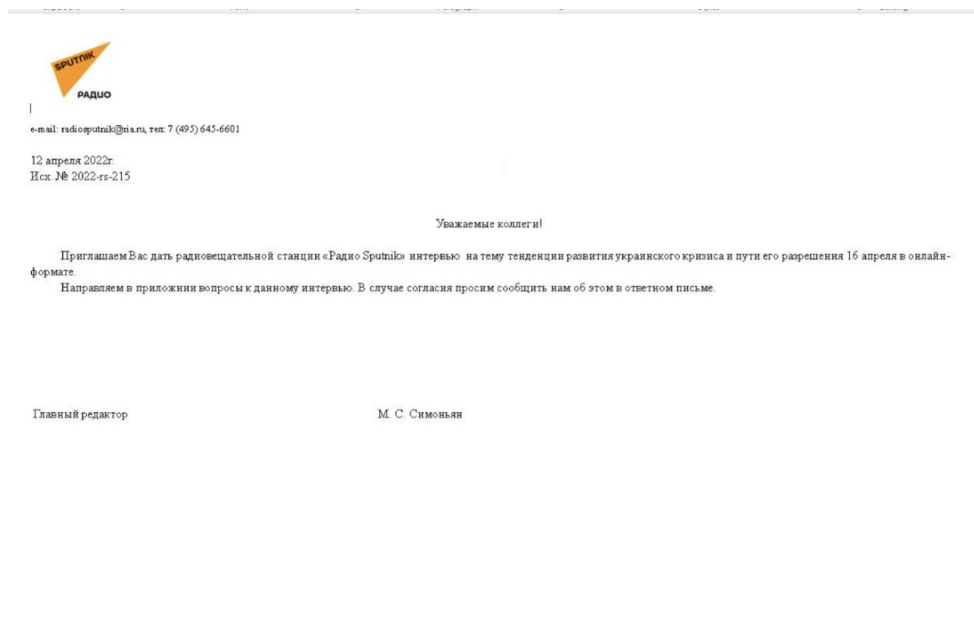 SPUTNIK
РАДИО
e-mail: radiosputnik@ria.ru, тел: 7 (495) 645-6601
12 апреля 2022г.
Исх. № 2022-rs-215
Уважаемые коллеги!
Приглашаем Вас дать радиовещательной станции «Радио Sputnik» интервью на тему тенденции развития украинского кризиса и пути его разрешения 16 апреля в онлайн-
формате.
Направляем в приложнии вопросы к данному интервью. В случае согласия просим сообщить нам об этом в ответном письме.
Главный редактор М. С. Симоньян